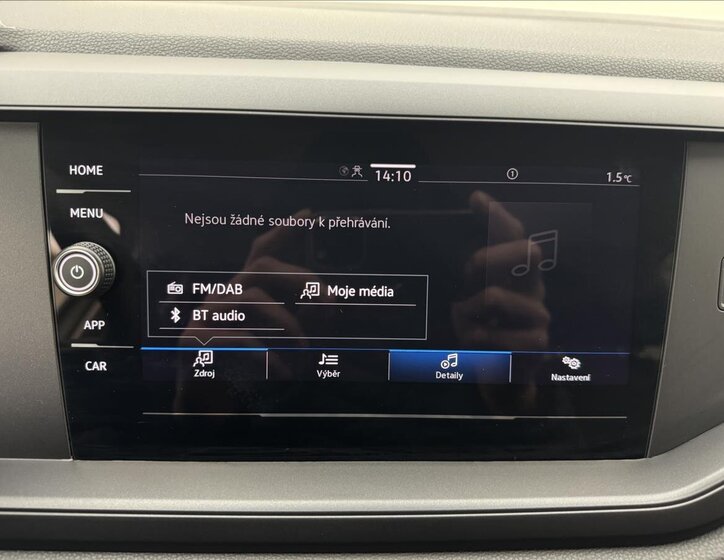 HOME
14:10
1.5°C
MENU
Nejsou žádné soubory k přehrávání.
FM/DAB
Moje média
BT audio
APP
CAR
Zdroj
Výběr
Detaily
Nastavení